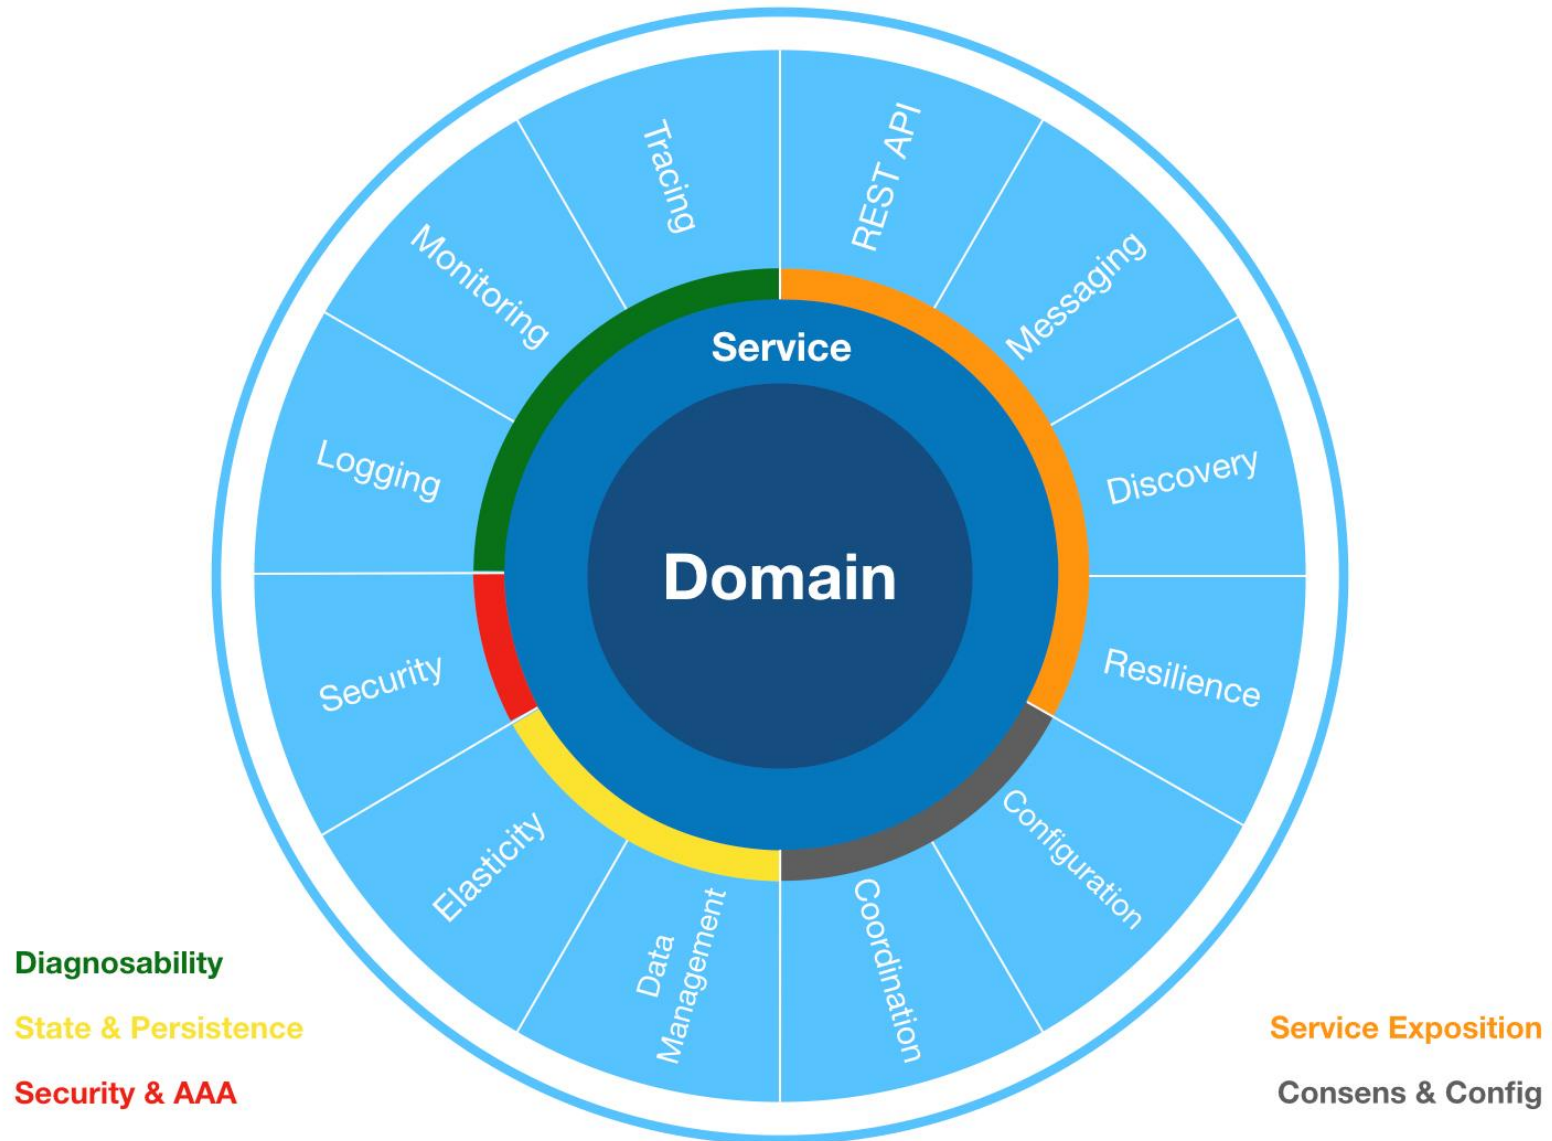 Tracing
REST API
Monitoring
Messaging
Service
Logging
Discovery
Domain
Security
Resilience
Elasticity
Configuration
Data
Management
Coordination
Diagnosability
State & Persistence
Security & AAA
Service Exposition
Consens & Config